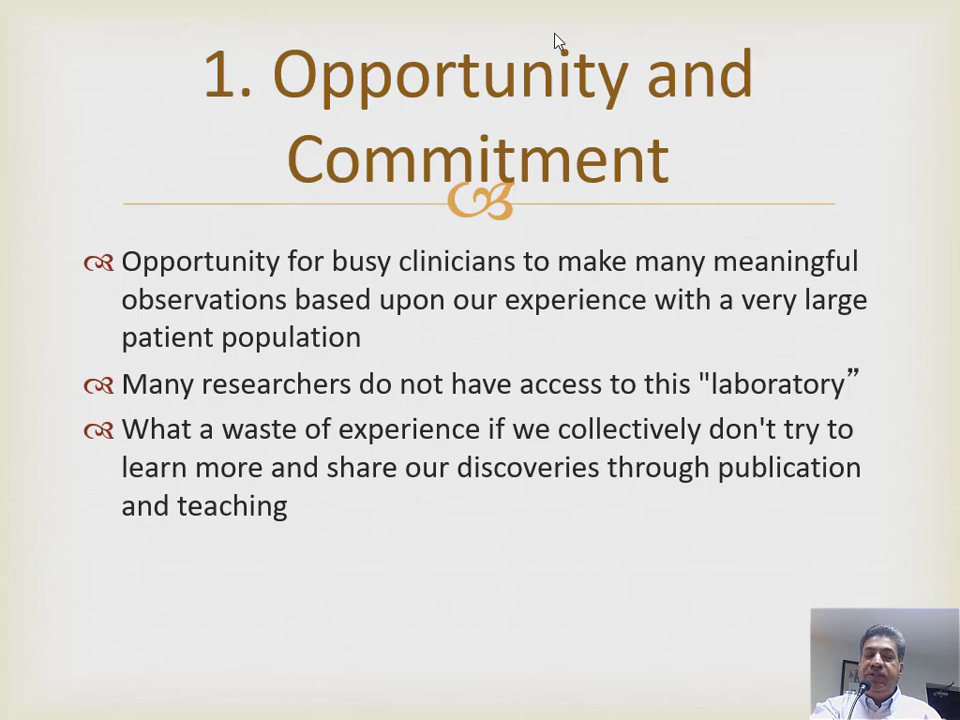 1. Opportunity and
Commitment
Opportunity for busy clinicians to make many meaningful
observations based upon our experience with a very large
patient population
Many researchers do not have access to this "laboratory”
What a waste of experience if we collectively don't try to
learn more and share our discoveries through publication
and teaching